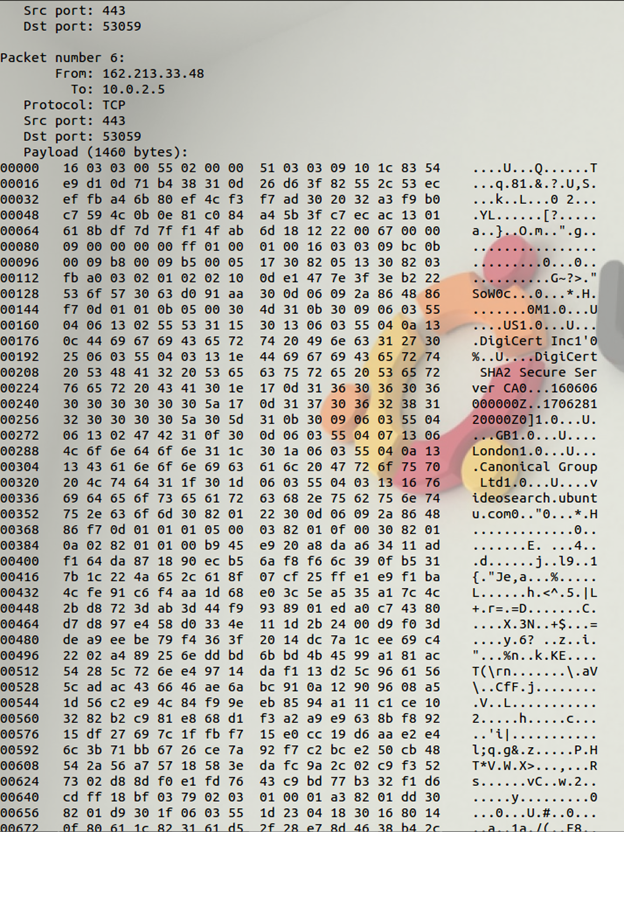 Src port: 443
Dst port: 53059
Packet number 6:
From: 162.213.33.48
To: 10.0.2.5
Protocol: TCP
Src port: 443
Dst port: 53059
Payload (1460 bytes):
00000 16 03 03 00 55 02 00 00 51 03 03 09 10 1c 83 54 ....U...Q......T
00016 e9 d1 0d 71 b4 38 31 0d 26 d6 3f 82 55 2c 53 ec ...q.81.&.?.U,S.
00032 ef fb a4 6b 80 ef 4c f3 f7 ad 30 20 32 a3 f9 b0 ...k..L...0 2...
00048 c7 59 4c 0b 0e 81 c0 84 a4 5b 3f c7 ec ac 13 01 .YL......[?.....
00064 61 8b df 7d 7f f1 4f ab 6d 18 12 22 00 67 00 00 a..}..O.m..".g..
00080 09 00 00 00 00 ff 01 00 01 00 16 03 03 09 bc 0b ................
00096 00 09 b8 00 09 b5 00 05 17 30 82 05 13 30 82 03 .........0...0..
00112 fb a0 03 02 01 02 02 10 0d e1 47 7e 3f 3e b2 22 ..........G~?>."
00128 53 6f 57 30 63 d0 91 aa 30 0d 06 09 2a 86 48 86 SoW0c...0...*.H.
00144 f7 0d 01 01 0b 05 00 30 4d 31 0b 30 09 06 03 55 .......0M1.0...U
00160 04 06 13 02 55 53 31 15 30 13 06 03 55 04 0a 13 ....US1.0...U...
00176 0c 44 69 67 69 43 65 72 74 20 49 6e 63 31 27 30 .DigiCert Inc1'0
00192 25 06 03 55 04 03 13 1e 44 69 67 69 43 65 72 74 %..U....DigiCert
00208 20 53 48 41 32 20 53 65 63 75 72 65 20 53 65 72 SHA2 Secure Ser
00224 76 65 72 20 43 41 30 1e 17 0d 31 36 30 36 30 36 ver CA0...160606
00240 30 30 30 30 30 30 5a 17 0d 31 37 30 36 32 38 31 000000Z..1706281
00256 32 30 30 30 30 5a 30 5d 31 0b 30 09 06 03 55 04 20000Z0]1.0...U.
00272 06 13 02 47 42 31 0f 30 0d 06 03 55 04 07 13 06 ...GB1.0...U....
00288 4c 6f 6e 64 6f 6e 31 1c 30 1a 06 03 55 04 0a 13 London1.0...U...
00304 13 43 61 6e 6f 6e 69 63 61 6c 20 47 72 6f 75 70 .Canonical Group
00320 20 4c 74 64 31 1f 30 1d 06 03 55 04 03 13 16 76 Ltd1.0...U....v
00336 69 64 65 6f 73 65 61 72 63 68 2e 75 62 75 6e 74 ideosearch.ubunt
00352 75 2e 63 6f 6d 30 82 01 22 30 0d 06 09 2a 86 48 u.com0.."0...*.H
00368 86 f7 0d 01 01 01 05 00 03 82 01 0f 00 30 82 01 .............0..
00384 0a 02 82 01 01 00 b9 45 e9 20 a8 da a6 34 11 ad .......E. ...4..
00400 f1 64 da 87 18 90 ec b5 6a f8 f6 6c 39 0f b5 31 .d......j..l9..1
00416 7b 1c 22 4a 65 2c 61 8f 07 cf 25 ff e1 e9 f1 ba {."Je,a...%.....
00432 4c fe 91 c6 f4 aa 1d 68 e0 3c 5e a5 35 a1 7c 4c L......h.<^.5.|L
00448 2b d8 72 3d ab 3d 44 f9 93 89 01 ed a0 c7 43 80 +.r=.=D.......C.
00464 d7 d8 97 e4 58 d0 33 4e 11 1d 2b 24 00 d9 f0 3d ....X.3N..+$...=
00480 de a9 ee be 79 f4 36 3f 20 14 dc 7a 1c ee 69 c4 ....y.6? ..z..i.
00496 22 02 a4 89 25 6e dd bd 6b bd 4b 45 99 a1 81 ac "...%n..k.KE....
00512 54 28 5c 72 6e e4 97 14 da f1 13 d2 5c 96 61 56 T(\rn.......\.aV
00528 5c ad ac 43 66 46 ae 6a bc 91 0a 12 90 96 08 a5 \..CfF.j........
00544 1d 56 c2 e9 4c 84 f9 9e eb 85 94 a1 11 c1 ce 10 .V..L...........
00560 32 82 b2 c9 81 e8 68 d1 f3 a2 a9 e9 63 8b f8 92 2.....h.....c...
00576 15 df 27 69 7c 1f fb f7 15 e0 cc 19 d6 aa e2 e4 ..'i|...........
00592 6c 3b 71 bb 67 26 ce 7a 92 f7 c2 bc e2 50 cb 48 l;q.g&.z.....P.H
00608 54 2a 56 a7 57 18 58 3e da fc 9a 2c 02 c9 f3 52 T*V.W.X>...,...R
00624 73 02 d8 8d f0 e1 fd 76 43 c9 bd 77 b3 32 f1 d6 s......vC..w.2..
00640 cd ff 18 bf 03 79 02 03 01 00 01 a3 82 01 dd 30 .....y.........0
00656 82 01 d9 30 1f 06 03 55 1d 23 04 18 30 16 80 14 ...0...U.#..0...
00672 0f 80 61 1c 82 31 61 d5 2f 28 e7 8d 46 38 b4 2c ..a..1a./(..F8.,